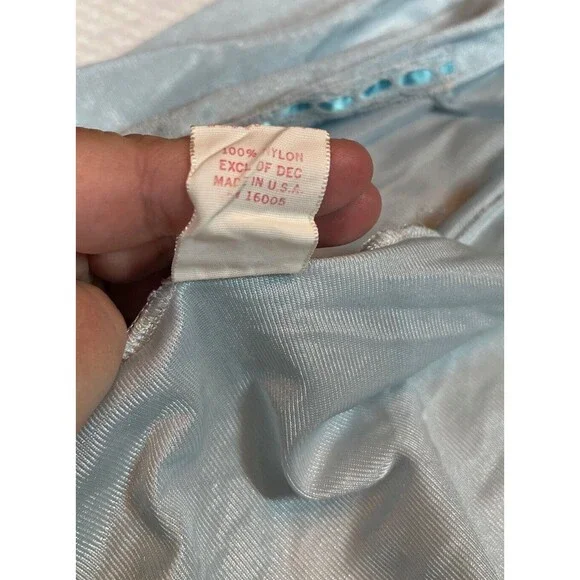 100% NYLON
EXCL OF DEC
MADE IN U.S.A.
16005